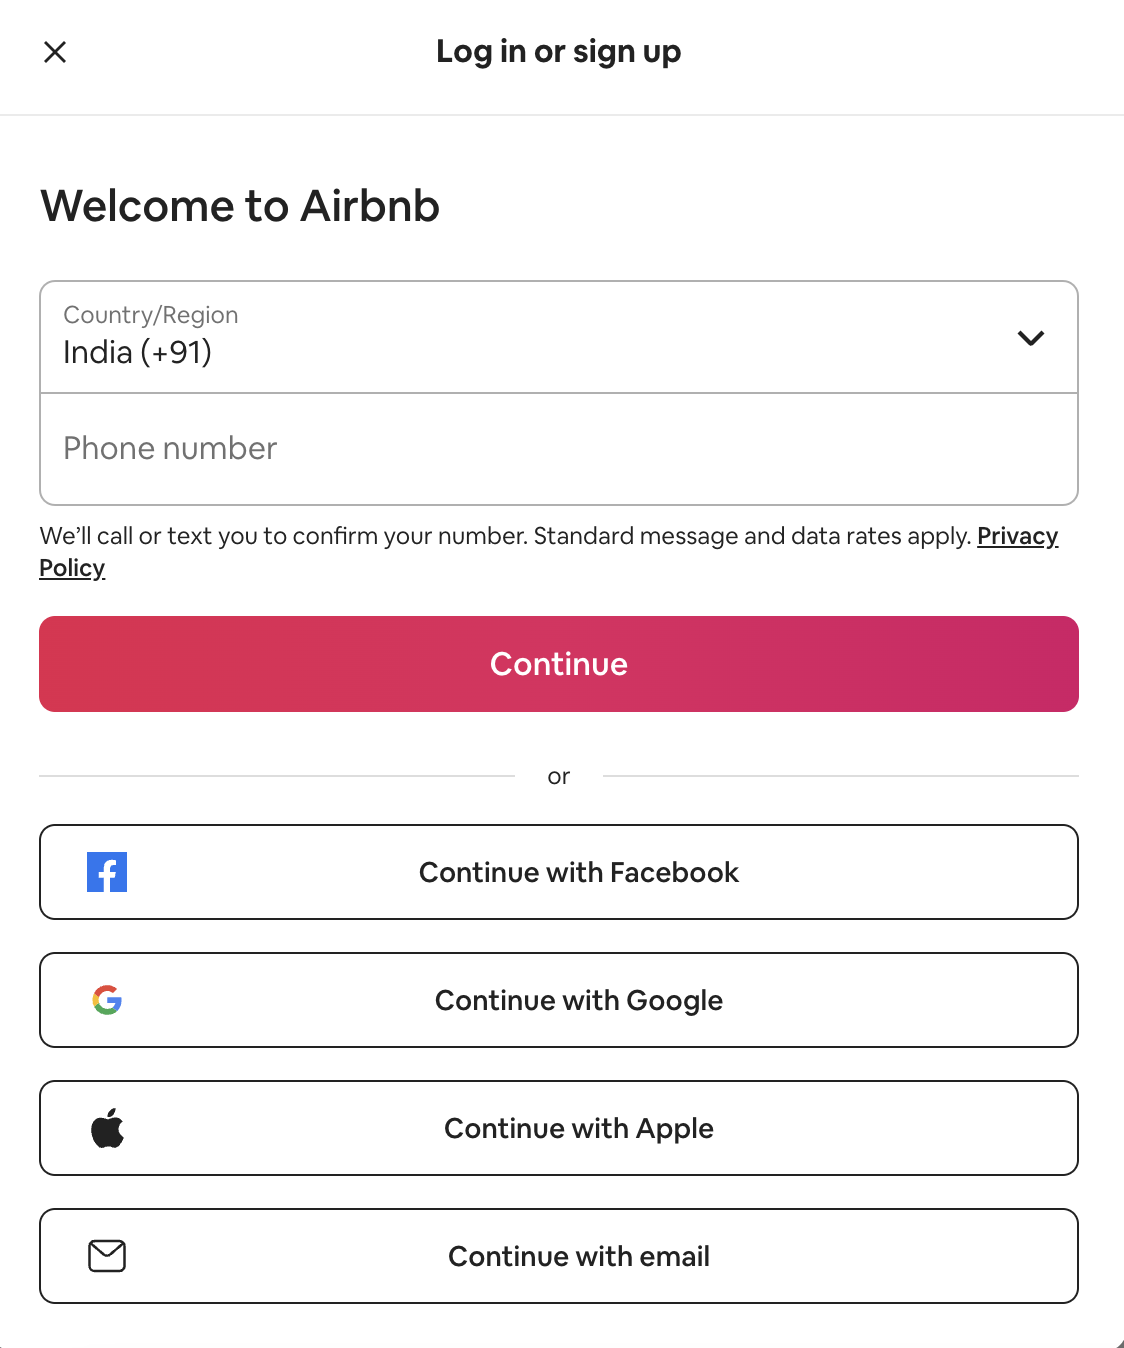 Log in or sign up
Welcome to Airbnb
Country/Region
India (+91)
Phone number
We’ll call or text you to confirm your number. Standard message and data rates apply. Privacy
Policy
Continue
or
Continue with Facebook
Continue with Google
Continue with Apple
Continue with email